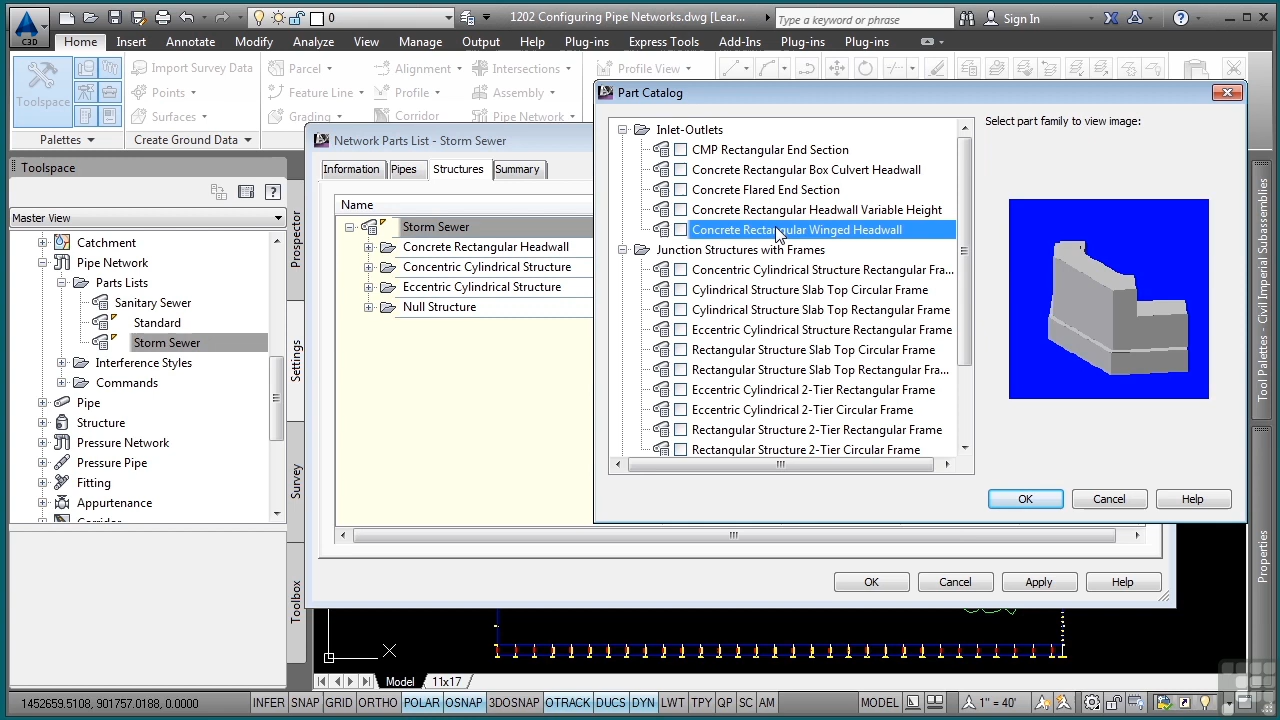 C3D
0
1202 Configuring Pipe Networks.dwg [Lear...
Type a keyword or phrase
Sign In
Home
Insert
Annotate
Modify
Analyze
View
Manage
Output
Help
Plug-ins
Express Tools
Add-Ins
Plug-ins
Plug-ins
Toolspace
Import Survey Data
Points
Surfaces
Parcel
Feature Line
Grading
Alignment
Profile
Corridor
Intersections
Assembly
Pipe Network
Profile View
Palettes
Create Ground Data
Toolspace
Master View
Catchment
Pipe Network
Parts Lists
Sanitary Sewer
Standard
Storm Sewer
Interference Styles
Commands
Pipe
Structure
Pressure Network
Pressure Pipe
Fitting
Appurtenance
Corridor
Prospector
Settings
Survey
Toolbox
Network Parts List - Storm Sewer
Information
Pipes
Structures
Summary
Name
Storm Sewer
Concrete Rectangular Headwall
Concentric Cylindrical Structure
Eccentric Cylindrical Structure
Null Structure
OK
Cancel
Apply
Help
Part Catalog
Inlet-Outlets
CMP Rectangular End Section
Concrete Rectangular Box Culvert Headwall
Concrete Flared End Section
Concrete Rectangular Headwall Variable Height
Concrete Rectangular Winged Headwall
Junction Structures with Frames
Concentric Cylindrical Structure Rectangular Fra...
Cylindrical Structure Slab Top Circular Frame
Cylindrical Structure Slab Top Rectangular Frame
Eccentric Cylindrical Structure Rectangular Frame
Rectangular Structure Slab Top Circular Frame
Rectangular Structure Slab Top Rectangular Fra...
Eccentric Cylindrical 2-Tier Rectangular Frame
Eccentric Cylindrical 2-Tier Circular Frame
Rectangular Structure 2-Tier Rectangular Frame
Rectangular Structure 2-Tier Circular Frame
Select part family to view image:
OK
Cancel
Help
Tool Palettes - Civil Imperial Subassemblies
Properties
Model
11x17
1452659.5108, 901757.0188, 0.0000
INFER
SNAP
GRID
ORTHO
POLAR
OSNAP
3DOSNAP
OTRACK
DUCS
DYN
LWT
TPY
QP
SC
AM
MODEL
1" = 40'